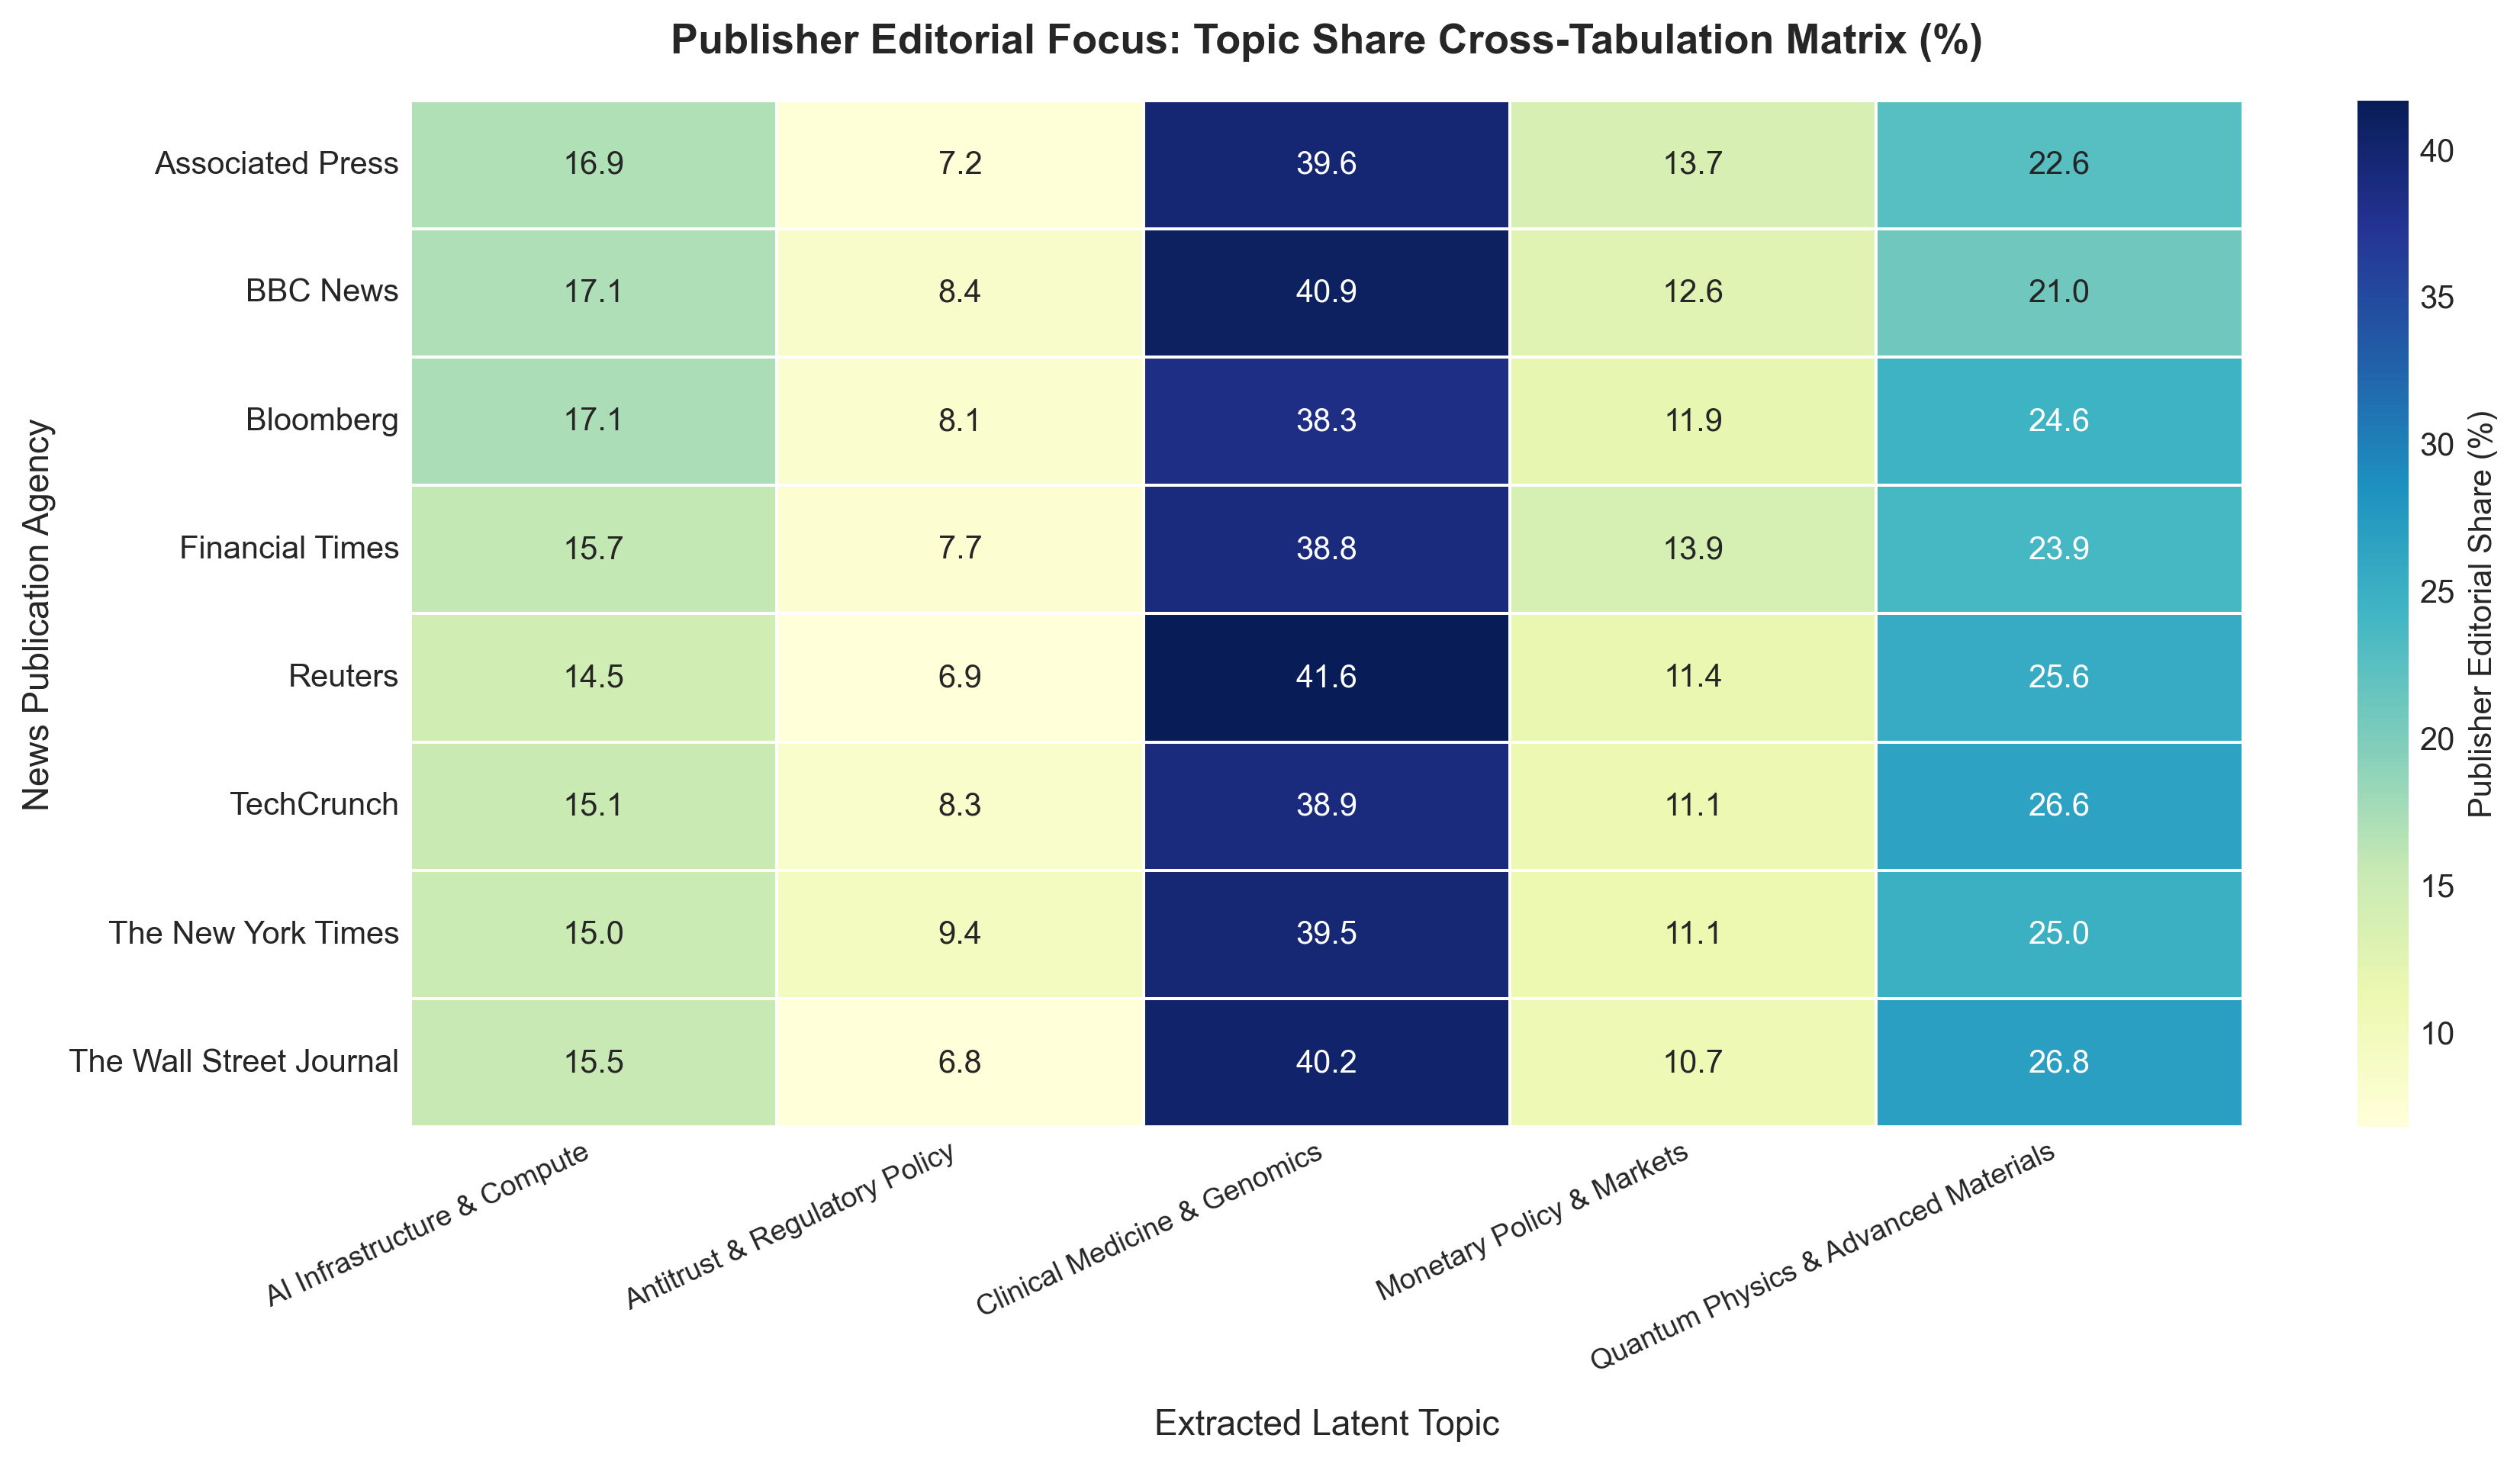 Publisher Editorial Focus: Topic Share Cross-Tabulation Matrix (%)
News Publication Agency
Associated Press 16.9 7.2 39.6 13.7 22.6
BBC News 17.1 8.4 40.9 12.6 21.0
Bloomberg 17.1 8.1 38.3 11.9 24.6
Financial Times 15.7 7.7 38.8 13.9 23.9
Reuters 14.5 6.9 41.6 11.4 25.6
TechCrunch 15.1 8.3 38.9 11.1 26.6
The New York Times 15.0 9.4 39.5 11.1 25.0
The Wall Street Journal 15.5 6.8 40.2 10.7 26.8
AI Infrastructure & Compute
Antitrust & Regulatory Policy
Clinical Medicine & Genomics
Monetary Policy & Markets
Quantum Physics & Advanced Materials
Extracted Latent Topic
40
35
30
25
20
15
10
Publisher Editorial Share (%)